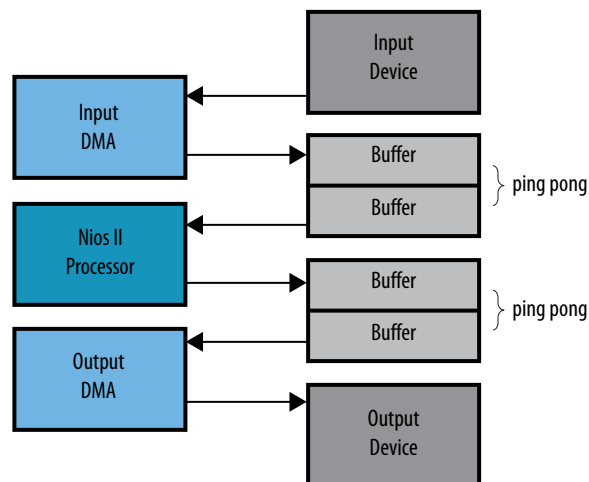 Input
Device
Input
DMA
Buffer
ping pong
Buffer
Nios II
Processor
Buffer
ping pong
Buffer
Output
DMA
Output
Device